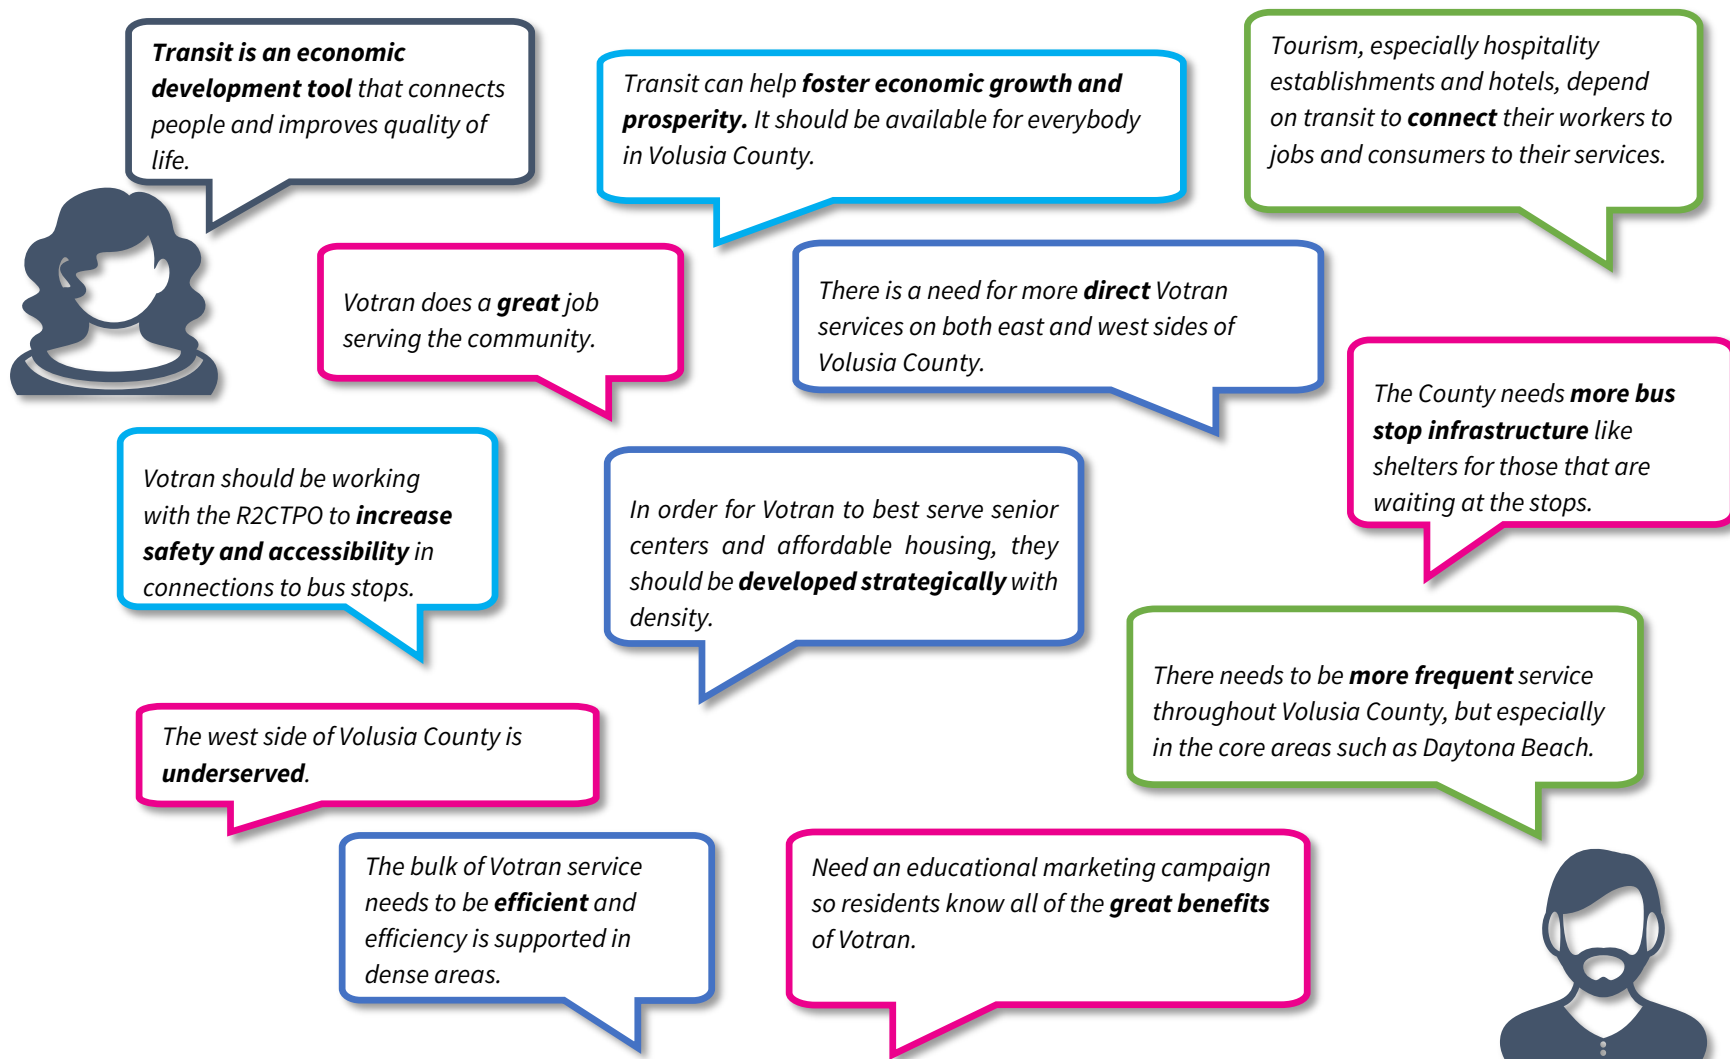 Transit is an economic
development tool that connects
people and improves quality of
life.
Transit can help foster economic growth and
prosperity. It should be available for everybody
in Volusia County.
Tourism, especially hospitality
establishments and hotels, depend
on transit to connect their workers to
jobs and consumers to their services.
Votran does a great job
serving the community.
There is a need for more direct Votran
services on both east and west sides of
Volusia County.
The County needs more bus
stop infrastructure like
shelters for those that are
waiting at the stops.
Votran should be working
with the R2CTPO to increase
safety and accessibility in
connections to bus stops.
In order for Votran to best serve senior
centers and affordable housing, they
should be developed strategically with
density.
There needs to be more frequent service
throughout Volusia County, but especially
in the core areas such as Daytona Beach.
The west side of Volusia County is
underserved.
The bulk of Votran service
needs to be efficient and
efficiency is supported in
dense areas.
Need an educational marketing campaign
so residents know all of the great benefits
of Votran.